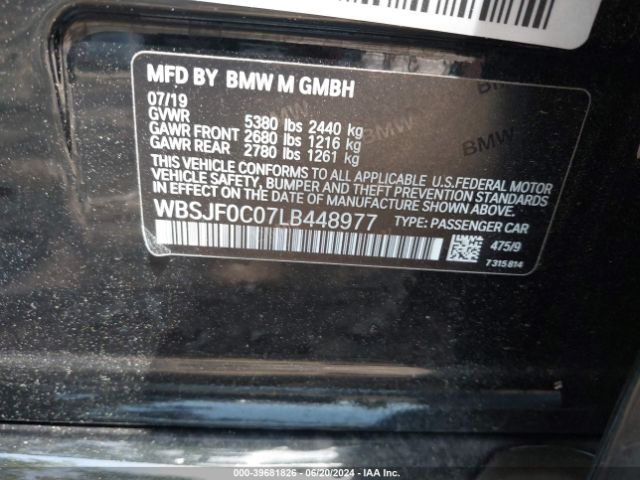 MFD BY BMW M GMBH
07/19
GVWR 5380 lbs 2440 kg
GAWR FRONT 2680 lbs 1216 kg
GAWR REAR 2780 lbs 1261 kg
THIS VEHICLE CONFORMS TO ALL APPLICABLE U.S.FEDERAL MOTOR
VEHICLE SAFETY, BUMPER AND THEFT PREVENTION STANDARDS
IN EFFECT ON THE DATE OF MANUFACTURE SHOWN ABOVE.
WBSJF0C07LB448977 TYPE: PASSENGER CAR
475/9
7315814
BMW
BMW
BMW
000-39681826 - 06/20/2024 - IAA Inc.